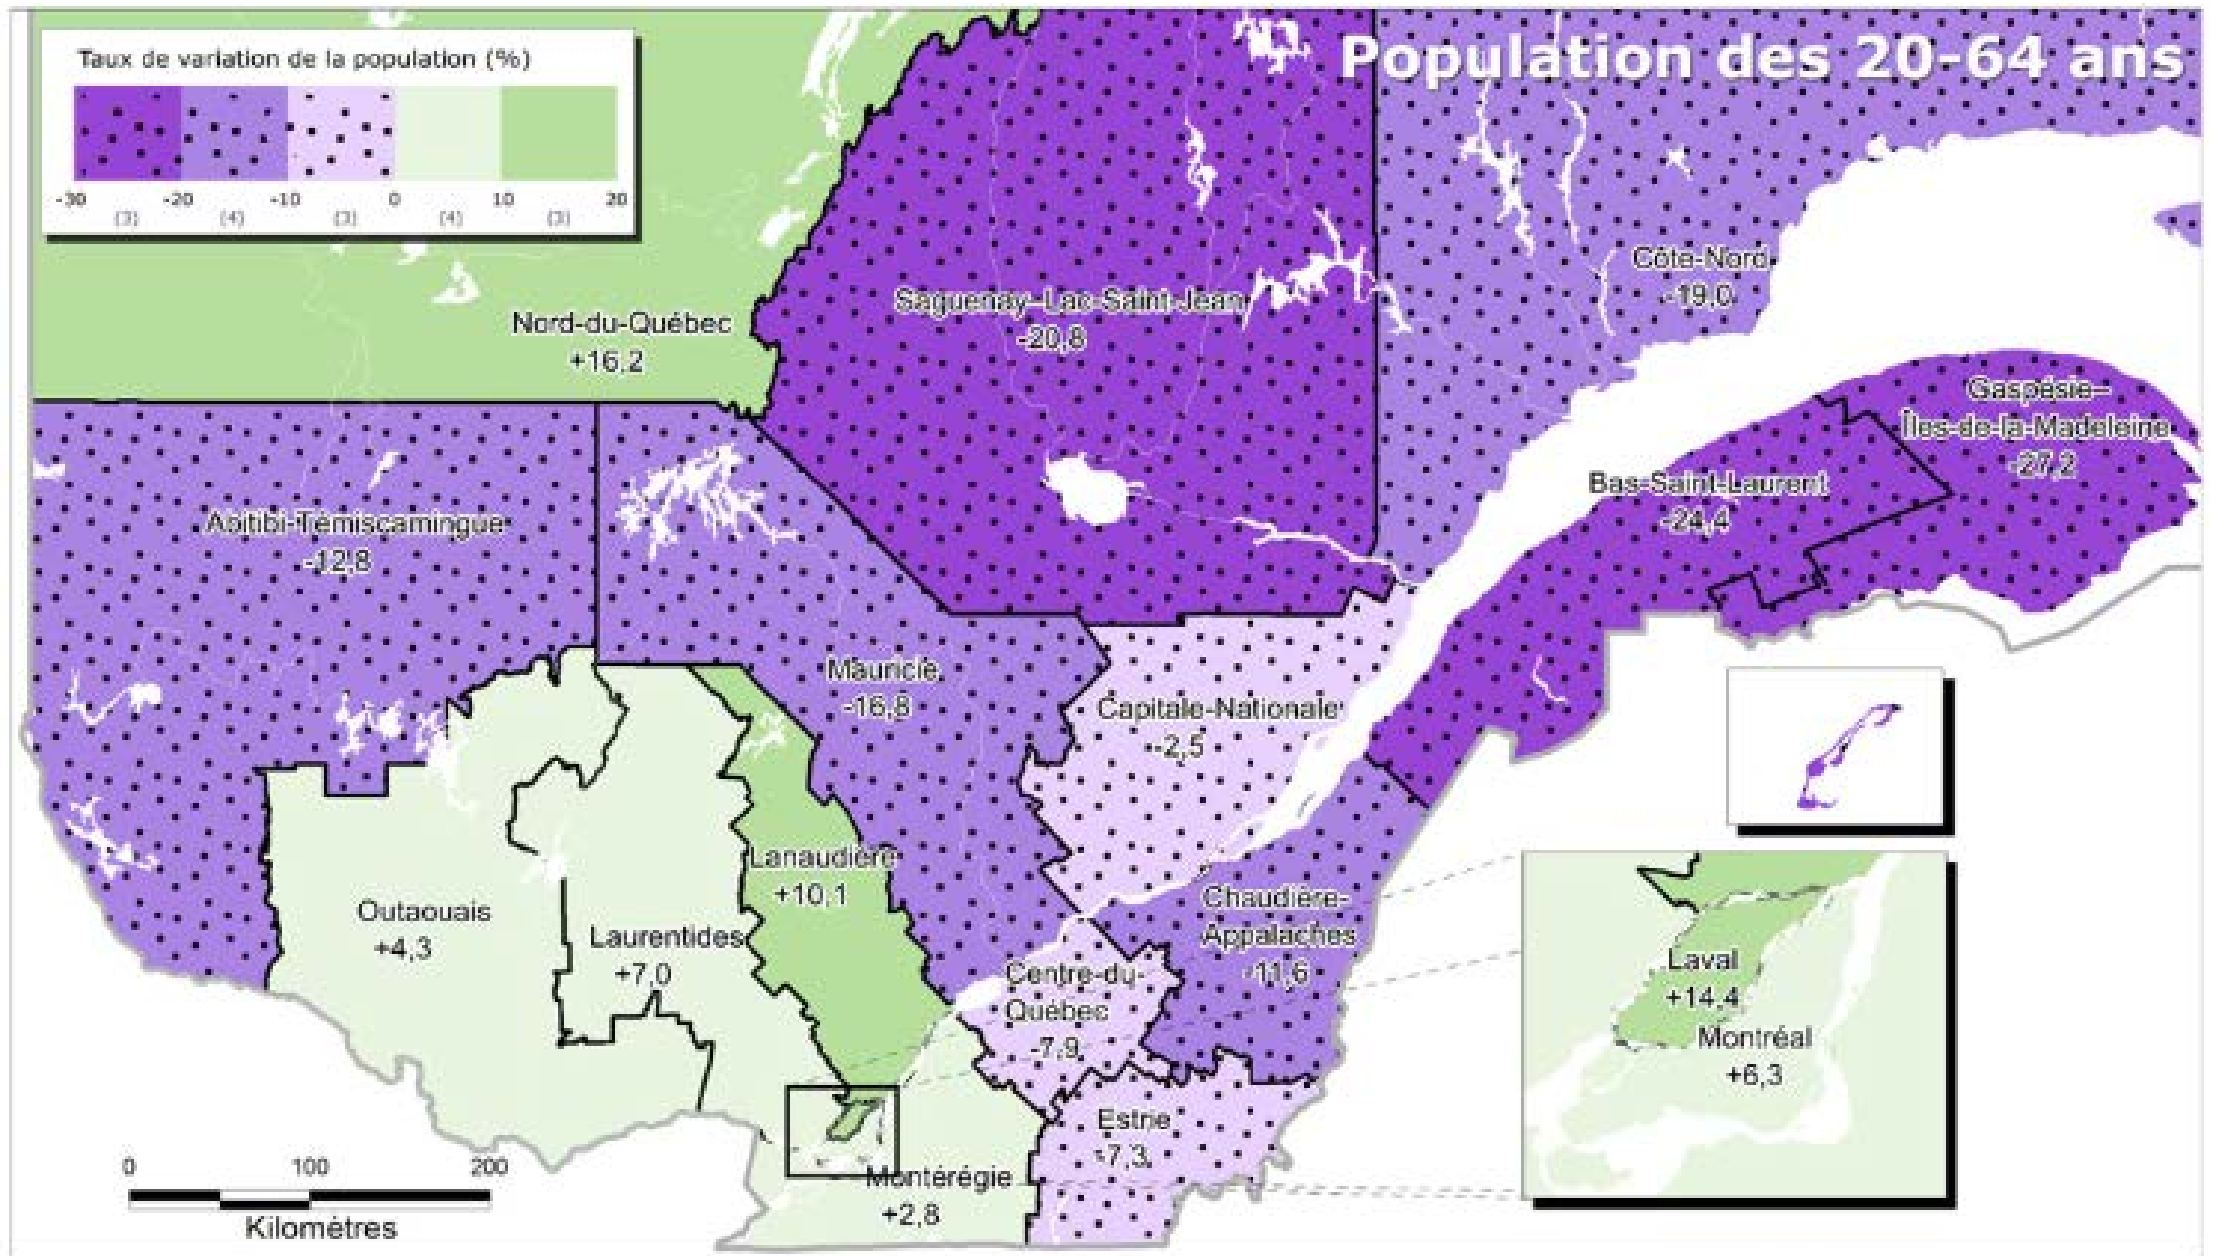 Population des 20-64 ans
Taux de variation de la population (%)
-30 -20 -10 0 10 20
(3) (4) (3) (4) (3)
Côte-Nord
-19,0
Saguenay–Lac-Saint-Jean
-20,8
Nord-du-Québec
+16,2
Gaspésie–
Îles-de-la-Madeleine
-27,2
Bas-Saint-Laurent
-24,4
Abitibi-Témiscamingue
-12,8
Mauricie
-16,8
Capitale-Nationale
-2,5
Lanaudière
+10,1
Chaudière-
Appalaches
-11,6
Outaouais
+4,3
Laurentides
+7,0
Centre-du-
Québec
-7,9
Laval
+14,4
Montréal
+6,3
Estrie
-7,3
Montérégie
+2,8
0 100 200
Kilomètres